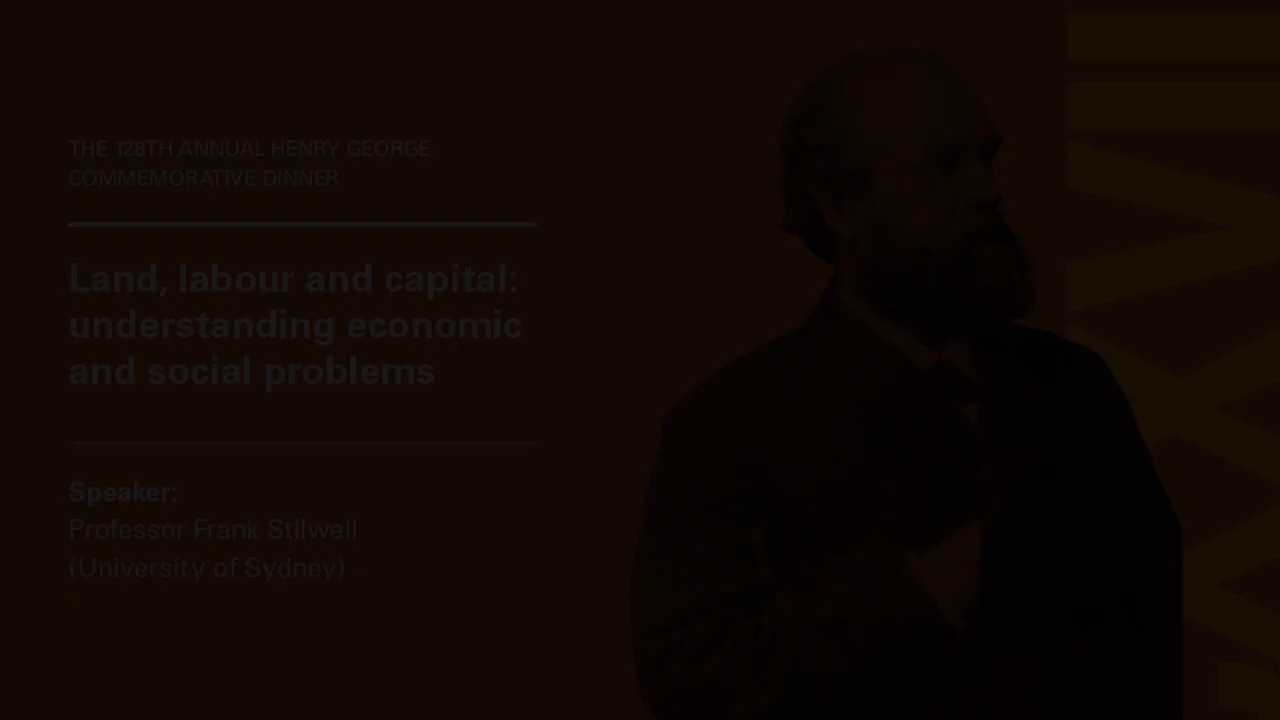 THE 128TH ANNUAL HENRY GEORGE
COMMEMORATIVE DINNER
Land, labour and capital:
understanding economic
and social problems
Speaker:
Professor Frank Stilwell
(University of Sydney)